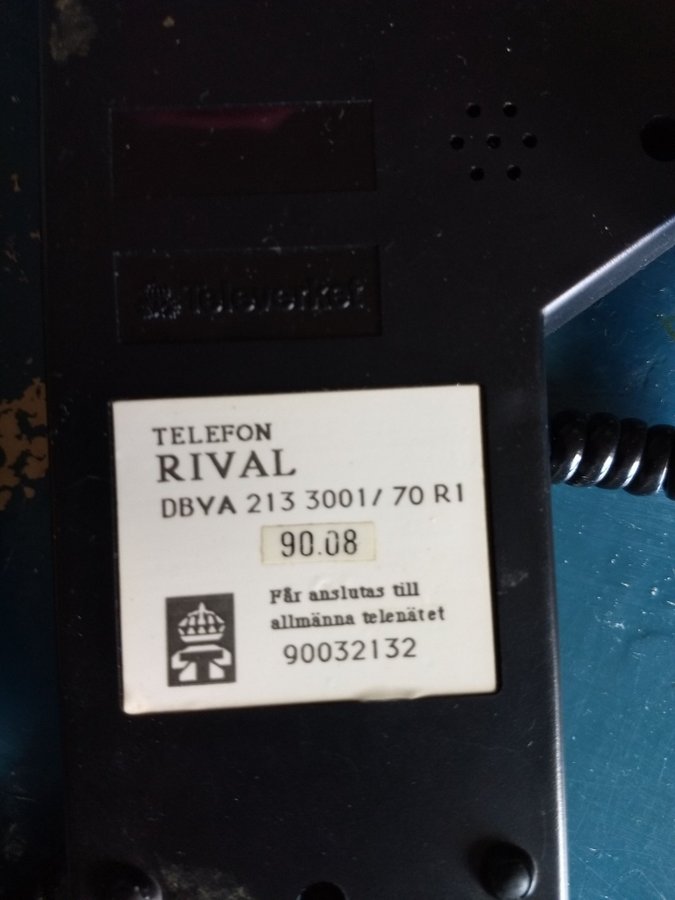 Televerket
TELEFON
RIVAL
DBVA 213 3001/ 70 R1
90.08
Får anslutas till
allmänna telenätet
90032132